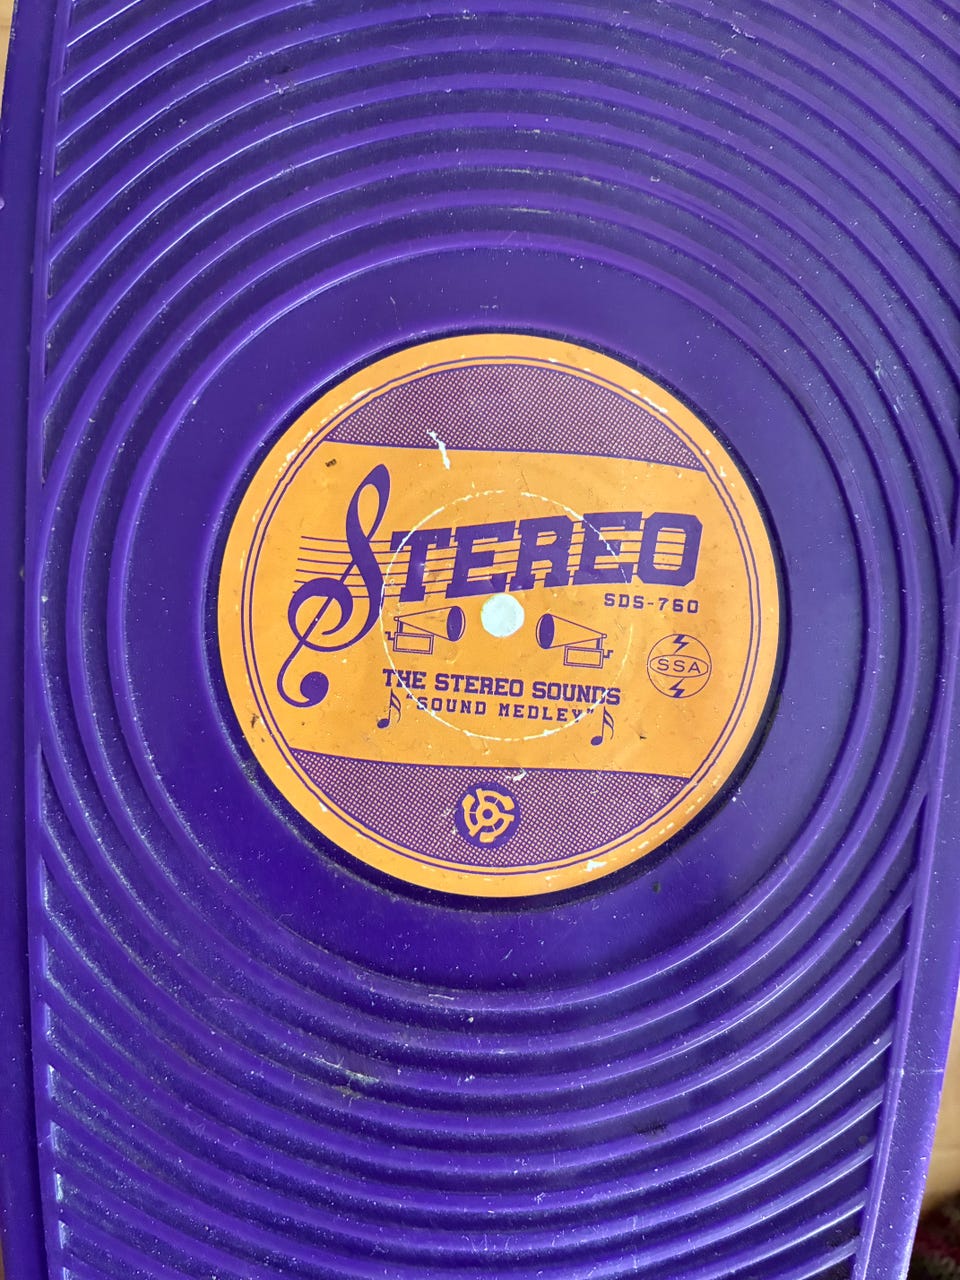 STEREO
SDS-760
SSA
THE STEREO SOUNDS
"SOUND MEDLEY"